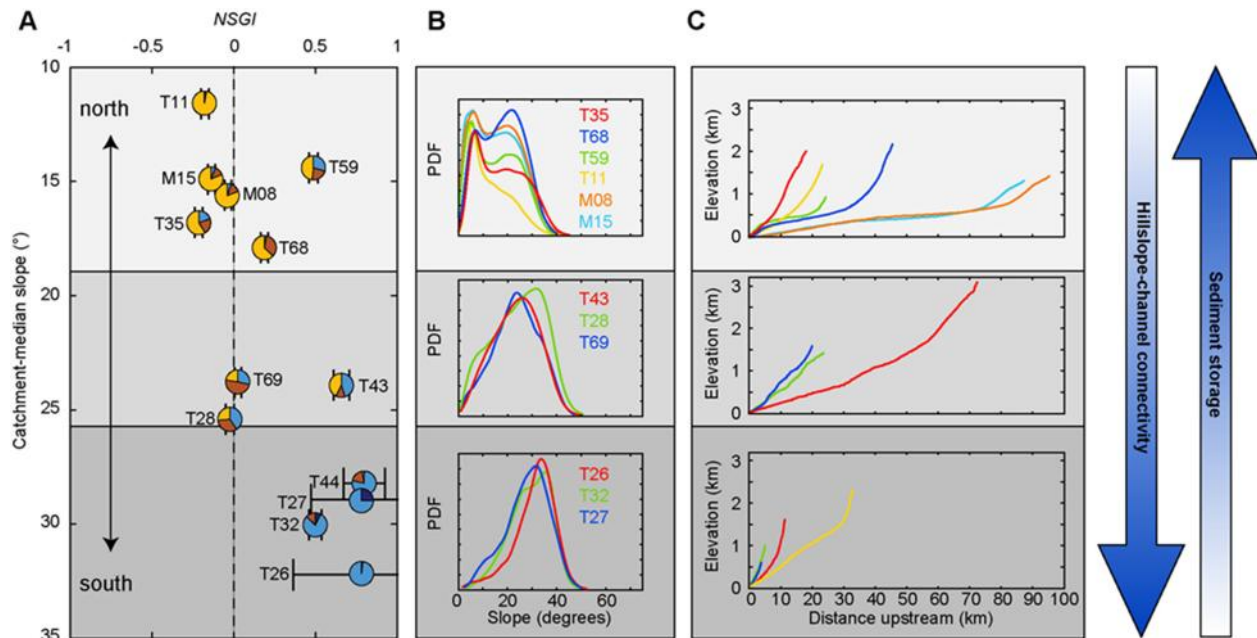 A
NSGI
-1 -0.5 0 0.5 1
Catchment-median slope (°)
10
15
20
25
30
35
north
south
T11
T59
M15
M08
T35
T68
T69
T43
T28
T44
T27
T32
T26
B
PDF
T35
T68
T59
T11
M08
M15
PDF
T43
T28
T69
PDF
T26
T32
T27
0 20 40 60
Slope (degrees)
C
Elevation (km)
3
2
1
0
Elevation (km)
3
2
1
0
Elevation (km)
3
2
1
0
0 10 20 30 40 50 60 70 80 90 100
Distance upstream (km)
Hillslope-channel connectivity
Sediment storage